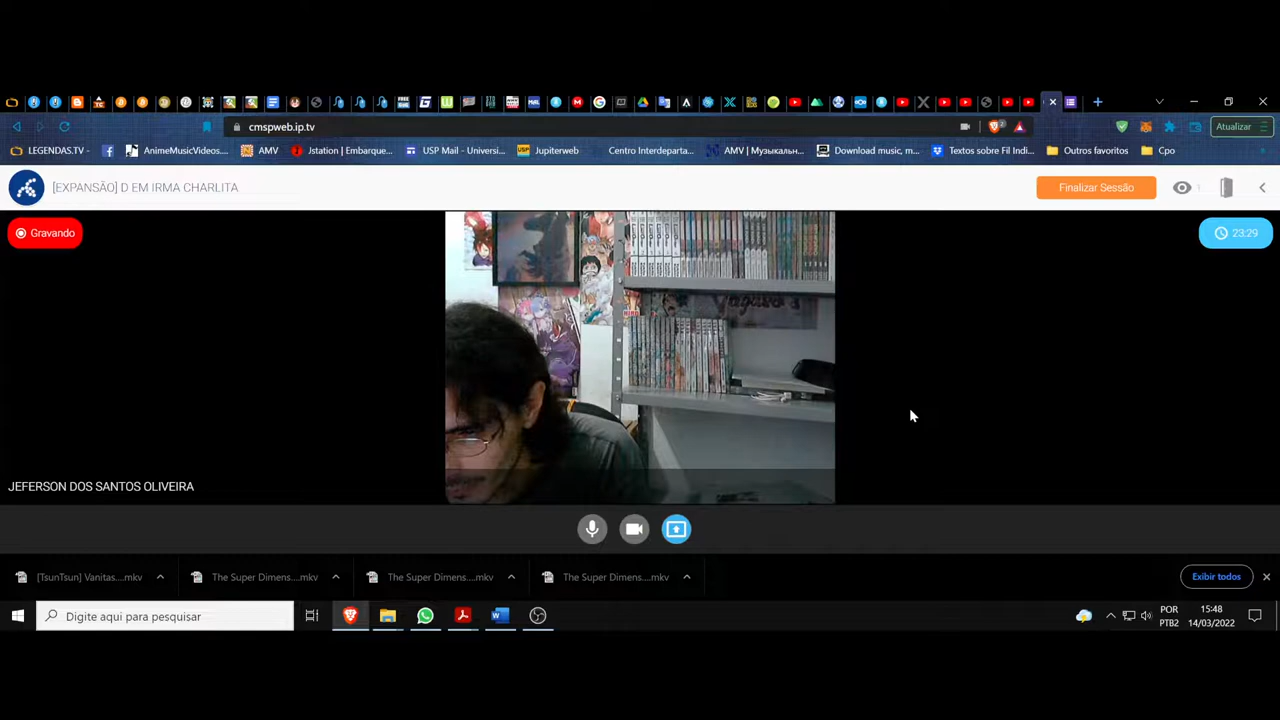 cmspweb.ip.tv
Atualizar
LEGENDAS.TV -
AnimeMusicVideos....
AMV
Jstation | Embarque...
USP Mail - Universi...
Jupiterweb
Centro Interdeparta...
AMV | Музыкальн...
Download music, m...
Textos sobre Fil Indi...
Outros favoritos
Cpo
[EXPANSÃO] D EM IRMA CHARLITA
Finalizar Sessão
1
Gravando
23:29
JEFERSON DOS SANTOS OLIVEIRA
[TsunTsun] Vanitas....mkv
The Super Dimens....mkv
The Super Dimens....mkv
The Super Dimens....mkv
Exibir todos
Digite aqui para pesquisar
POR
PTB2
15:48
14/03/2022